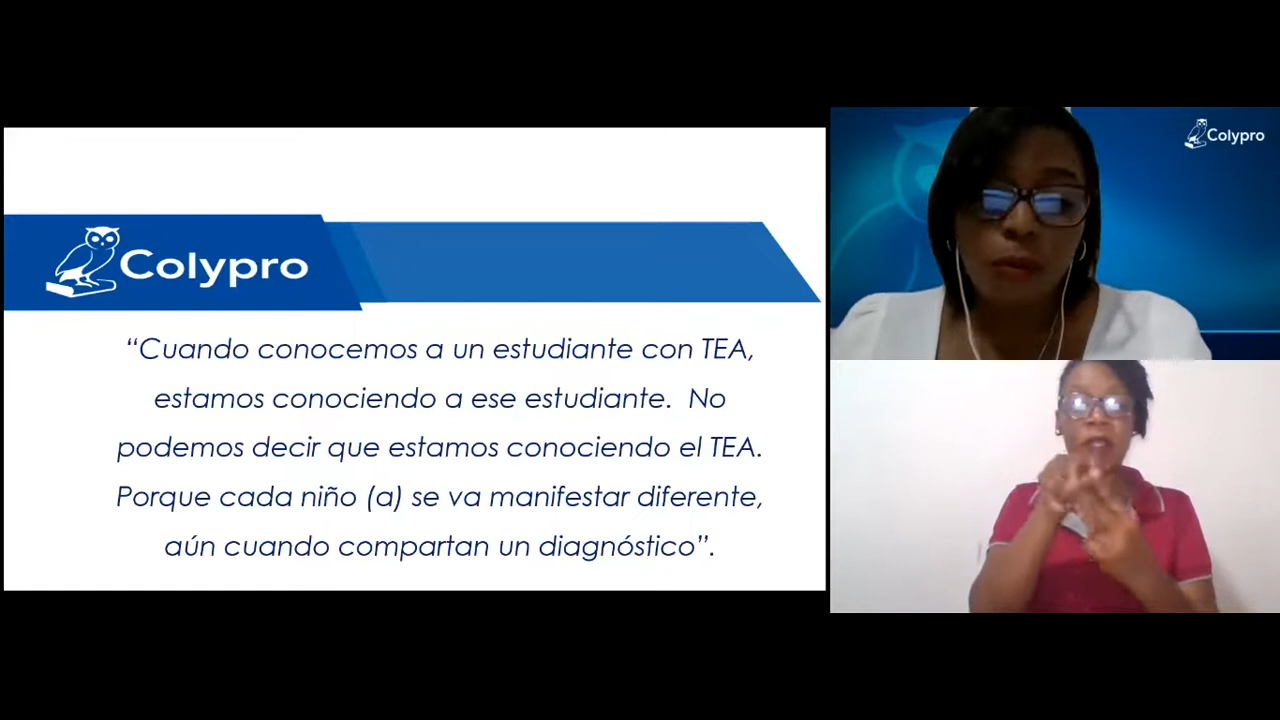 Colypro
“Cuando conocemos a un estudiante con TEA,
estamos conociendo a ese estudiante. No
podemos decir que estamos conociendo el TEA.
Porque cada niño (a) se va manifestar diferente,
aún cuando compartan un diagnóstico”.
Colypro